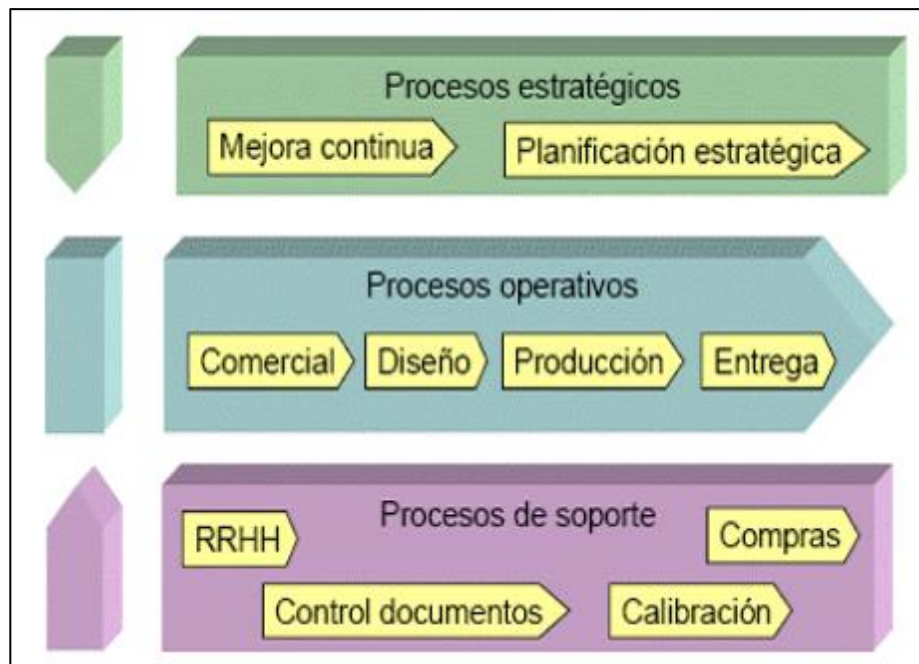 Procesos estratégicos
Mejora continua
Planificación estratégica
Procesos operativos
Comercial
Diseño
Producción
Entrega
Procesos de soporte
RRHH
Compras
Control documentos
Calibración